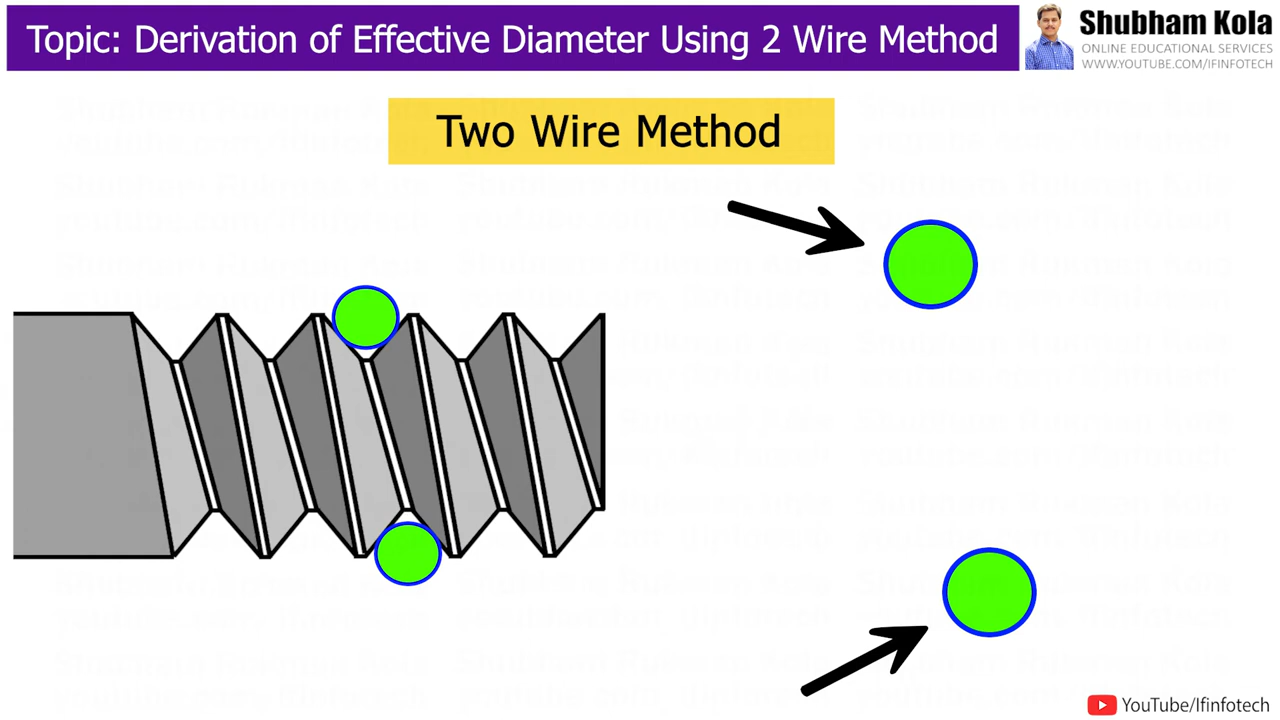 Topic: Derivation of Effective Diameter Using 2 Wire Method
Shubham Kola
ONLINE EDUCATIONAL SERVICES
WWW.YOUTUBE.COM/IFINFOTECH
Two Wire Method
YouTube/Ifinfotech